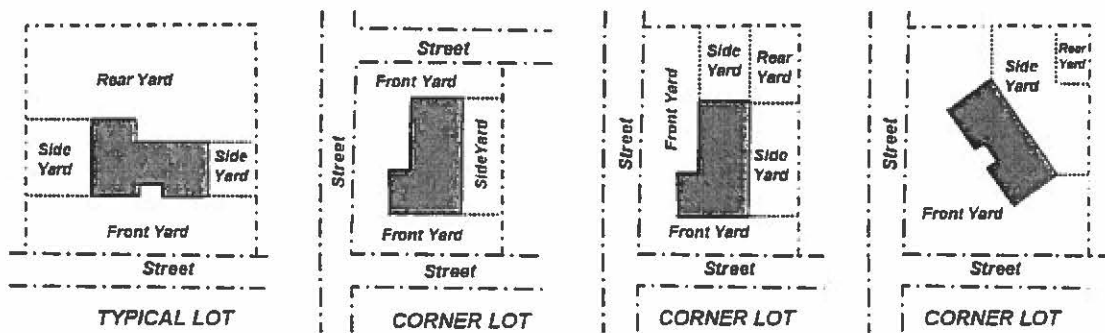 Rear Yard
Side
Yard
Side
Yard
Front Yard
Street
TYPICAL LOT
Street
Street
Front Yard
Side Yard
Front Yard
Street
CORNER LOT
Street
Front Yard
Side
Yard
Rear
Yard
Side
Yard
Front Yard
Street
CORNER LOT
Street
Side
Yard
Rear
Yard
Front Yard
Street
CORNER LOT